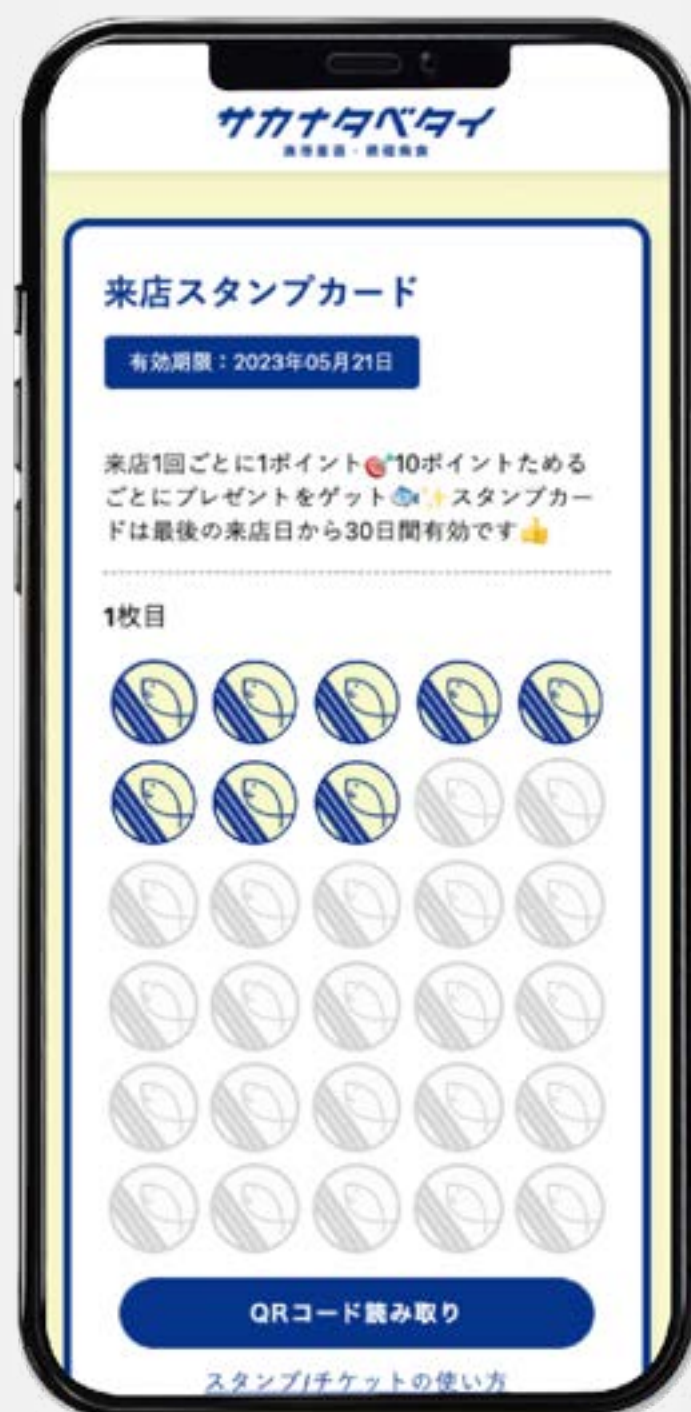 サカナタベタイ
来店スタンプカード
有効期限：2023年05月21日
来店1回ごとに1ポイント🎯10ポイントためる
ごとにプレゼントをゲット🐟✨スタンプカー
ドは最後の来店日から30日間有効です👍
1枚目
QRコード読み取り
スタンプ/チケットの使い方